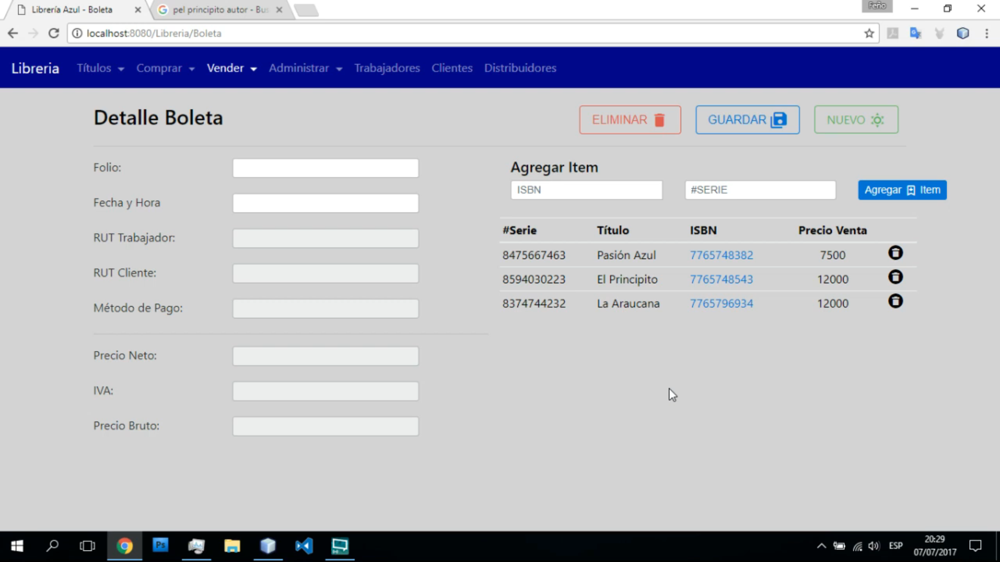 Librería Azul - Boleta
pel principito autor - Bus
Feño
localhost:8080/Libreria/Boleta
Libreria Títulos Comprar Vender Administrar Trabajadores Clientes Distribuidores
Detalle Boleta
ELIMINAR GUARDAR NUEVO
Folio:
Fecha y Hora
RUT Trabajador:
RUT Cliente:
Método de Pago:
Precio Neto:
IVA:
Precio Bruto:
Agregar Item
ISBN #SERIE Agregar Item
#Serie Título ISBN Precio Venta
8475667463 Pasión Azul 7765748382 7500
8594030223 El Principito 7765748543 12000
8374744232 La Araucana 7765796934 12000
Ps
ESP
20:29
07/07/2017